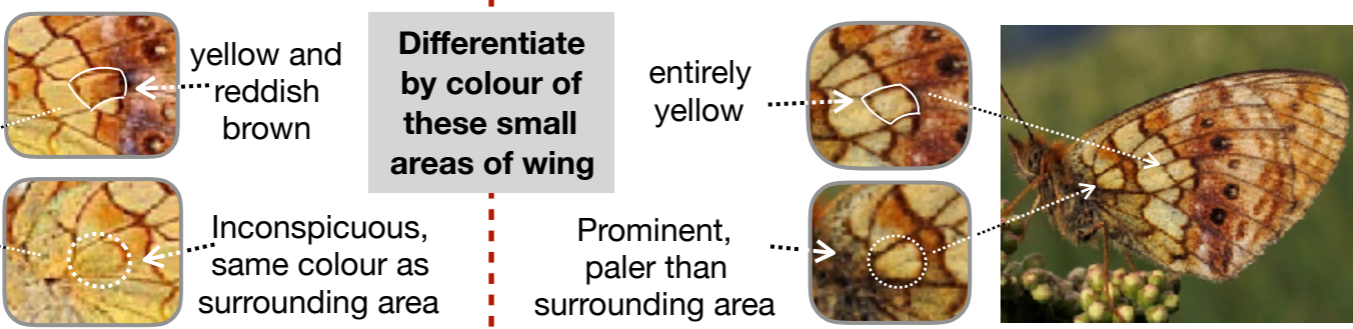 yellow and
reddish
brown
Differentiate
by colour of
these small
areas of wing
entirely
yellow
Inconspicuous,
same colour as
surrounding area
Prominent,
paler than
surrounding area